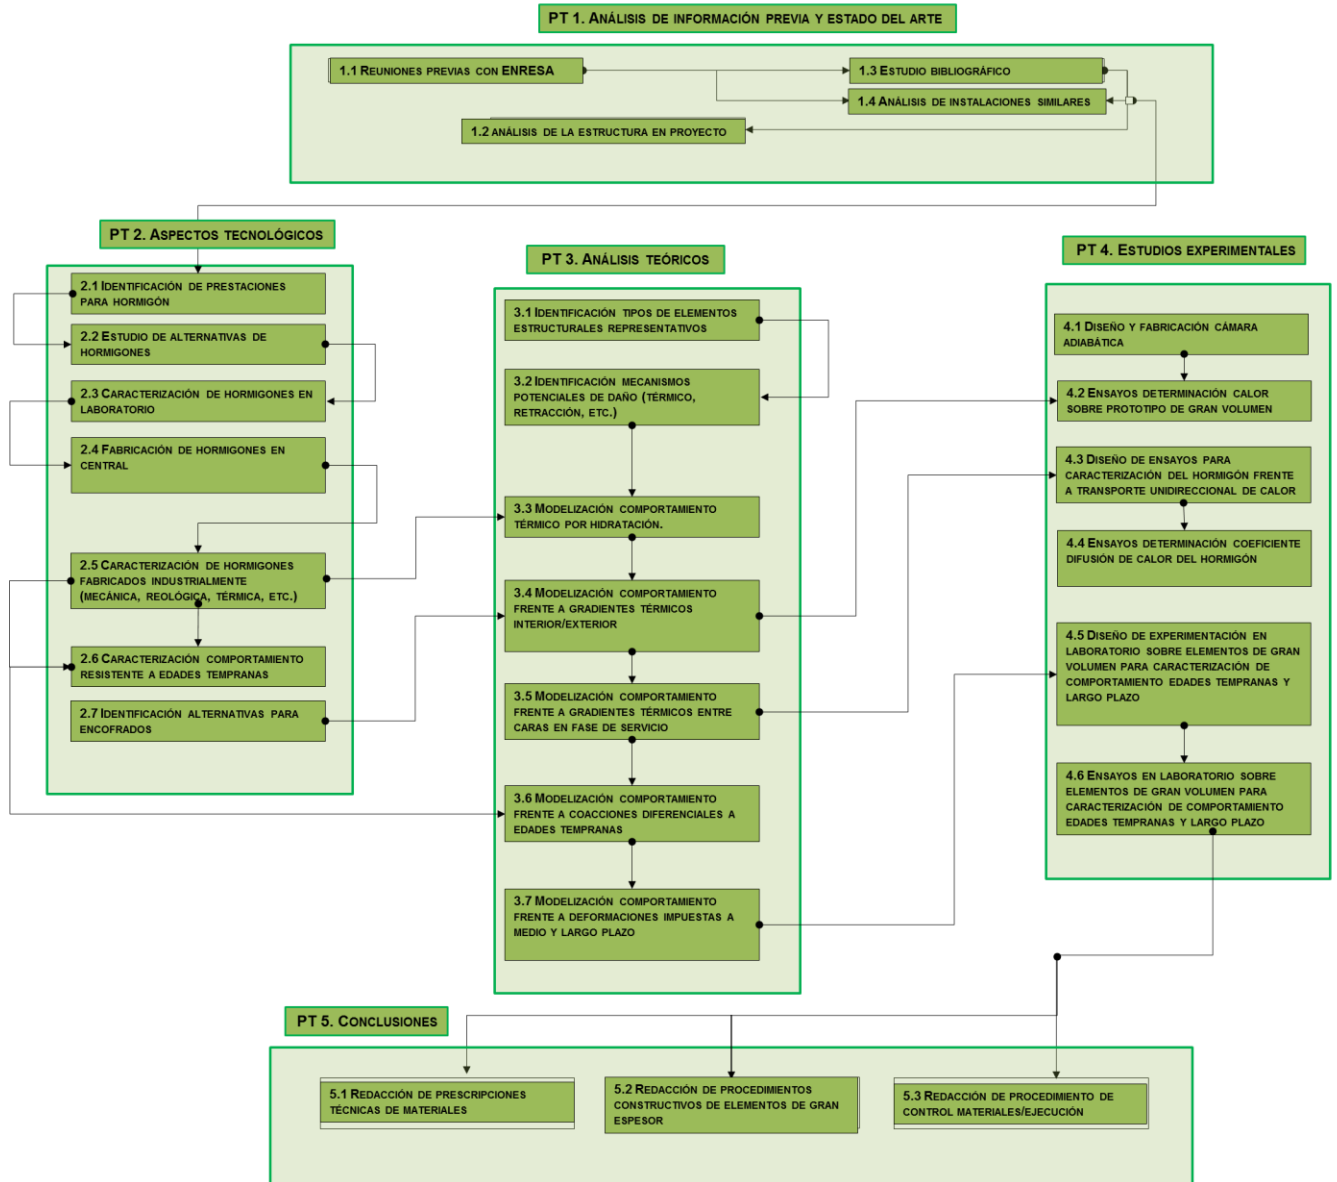 PT 1. Análisis de información previa y estado del arte
1.1 Reuniones previas con ENRESA
1.3 Estudio bibliográfico
1.4 Análisis de instalaciones similares
1.2 análisis de la estructura en proyecto
PT 2. Aspectos tecnológicos
2.1 Identificación de prestaciones
para hormigón
2.2 Estudio de alternativas de
hormigones
2.3 Caracterización de hormigones en
laboratorio
2.4 Fabricación de hormigones en
central
2.5 Caracterización de hormigones
fabricados industrialmente
(mecánica, reológica, térmica, etc.)
2.6 Caracterización comportamiento
resistente a edades tempranas
2.7 Identificación alternativas para
encofrados
PT 3. Análisis teóricos
3.1 Identificación tipos de elementos
estructurales representativos
3.2 Identificación mecanismos
potenciales de daño (térmico,
retracción, etc.)
3.3 Modelización comportamiento
térmico por hidratación.
3.4 Modelización comportamiento
frente a gradientes térmicos
interior/exterior
3.5 Modelización comportamiento
frente a gradientes térmicos entre
caras en fase de servicio
3.6 Modelización comportamiento
frente a coacciones diferenciales a
edades tempranas
3.7 Modelización comportamiento
frente a deformaciones impuestas a
medio y largo plazo
PT 4. Estudios experimentales
4.1 Diseño y fabricación cámara
adiabática
4.2 Ensayos determinación calor
sobre prototipo de gran volumen
4.3 Diseño de ensayos para
caracterización del hormigón frente
a transporte unidireccional de calor
4.4 Ensayos determinación coeficiente
difusión de calor del hormigón
4.5 Diseño de experimentación en
laboratorio sobre elementos de gran
volumen para caracterización de
comportamiento edades tempranas y
largo plazo
4.6 Ensayos en laboratorio sobre
elementos de gran volumen para
caracterización de comportamiento
edades tempranas y largo plazo
PT 5. Conclusiones
5.1 Redacción de prescripciones
técnicas de materiales
5.2 Redacción de procedimientos
constructivos de elementos de gran
espesor
5.3 Redacción de procedimiento de
control materiales/ejecución